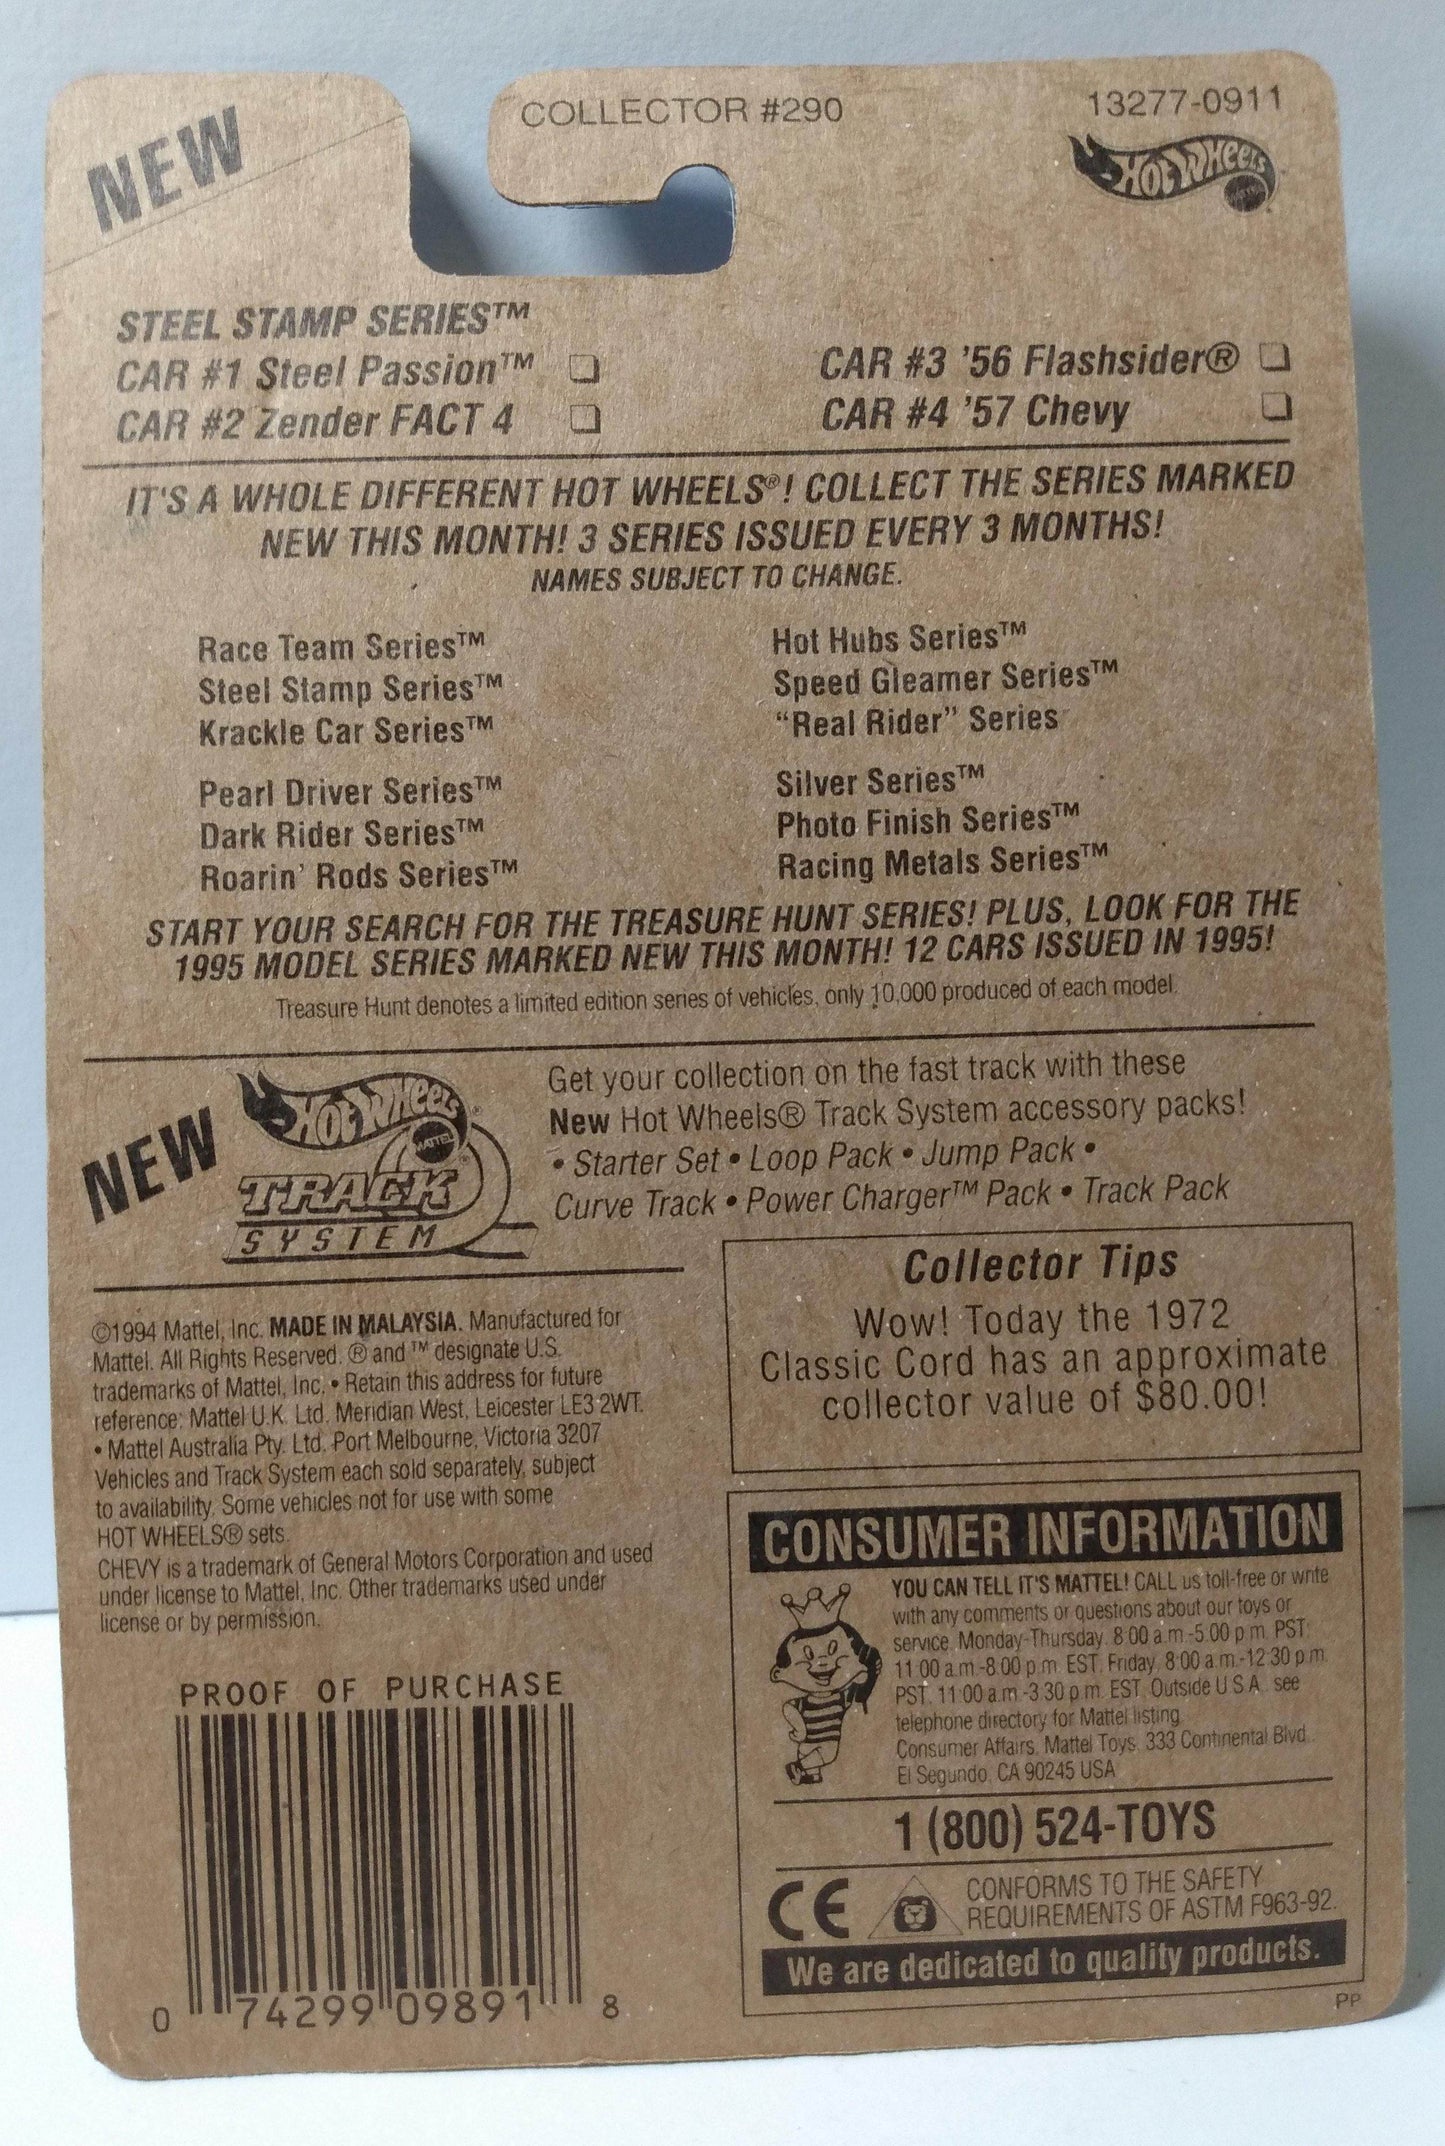 NEW
COLLECTOR #290
13277-0911
HOT WHEELS
STEEL STAMP SERIES™
CAR #1 Steel Passion™ ❏
CAR #2 Zender FACT 4 ❏
CAR #3 '56 Flashsider® ❏
CAR #4 '57 Chevy ❏
IT'S A WHOLE DIFFERENT HOT WHEELS®! COLLECT THE SERIES MARKED
NEW THIS MONTH! 3 SERIES ISSUED EVERY 3 MONTHS!
NAMES SUBJECT TO CHANGE.
Race Team Series™
Steel Stamp Series™
Krackle Car Series™
Pearl Driver Series™
Dark Rider Series™
Roarin' Rods Series™
Hot Hubs Series™
Speed Gleamer Series™
“Real Rider” Series
Silver Series™
Photo Finish Series™
Racing Metals Series™
START YOUR SEARCH FOR THE TREASURE HUNT SERIES! PLUS, LOOK FOR THE
1995 MODEL SERIES MARKED NEW THIS MONTH! 12 CARS ISSUED IN 1995!
Treasure Hunt denotes a limited edition series of vehicles, only 10,000 produced of each model.
NEW
HOT WHEELS®
MATTEL®
TRACK
SYSTEM
Get your collection on the fast track with these
New Hot Wheels® Track System accessory packs!
• Starter Set • Loop Pack • Jump Pack •
Curve Track • Power Charger™ Pack • Track Pack
©1994 Mattel, Inc. MADE IN MALAYSIA. Manufactured for
Mattel. All Rights Reserved. ® and ™ designate U.S.
trademarks of Mattel, Inc. • Retain this address for future
reference: Mattel U.K. Ltd. Meridian West, Leicester LE3 2WT.
• Mattel Australia Pty. Ltd. Port Melbourne, Victoria 3207
Vehicles and Track System each sold separately, subject
to availability. Some vehicles not for use with some
HOT WHEELS® sets.
CHEVY is a trademark of General Motors Corporation and used
under license to Mattel, Inc. Other trademarks used under
license or by permission.
Collector Tips
Wow! Today the 1972
Classic Cord has an approximate
collector value of $80.00!
CONSUMER INFORMATION
YOU CAN TELL IT'S MATTEL! CALL us toll-free or write
with any comments or questions about our toys or
service, Monday-Thursday, 8:00 a.m.-5:00 p.m. PST;
11:00 a.m.-8:00 p.m. EST. Friday, 8:00 a.m.-12:30 p.m.
PST, 11:00 a.m.-3:30 p.m. EST. Outside U.S.A., see
telephone directory for Mattel listing.
Consumer Affairs, Mattel Toys, 333 Continental Blvd.,
El Segundo, CA 90245 USA
1 (800) 524-TOYS
CE
CONFORMS TO THE SAFETY
REQUIREMENTS OF ASTM F963-92.
We are dedicated to quality products.
PP
PROOF OF PURCHASE
0 74299 09891 8